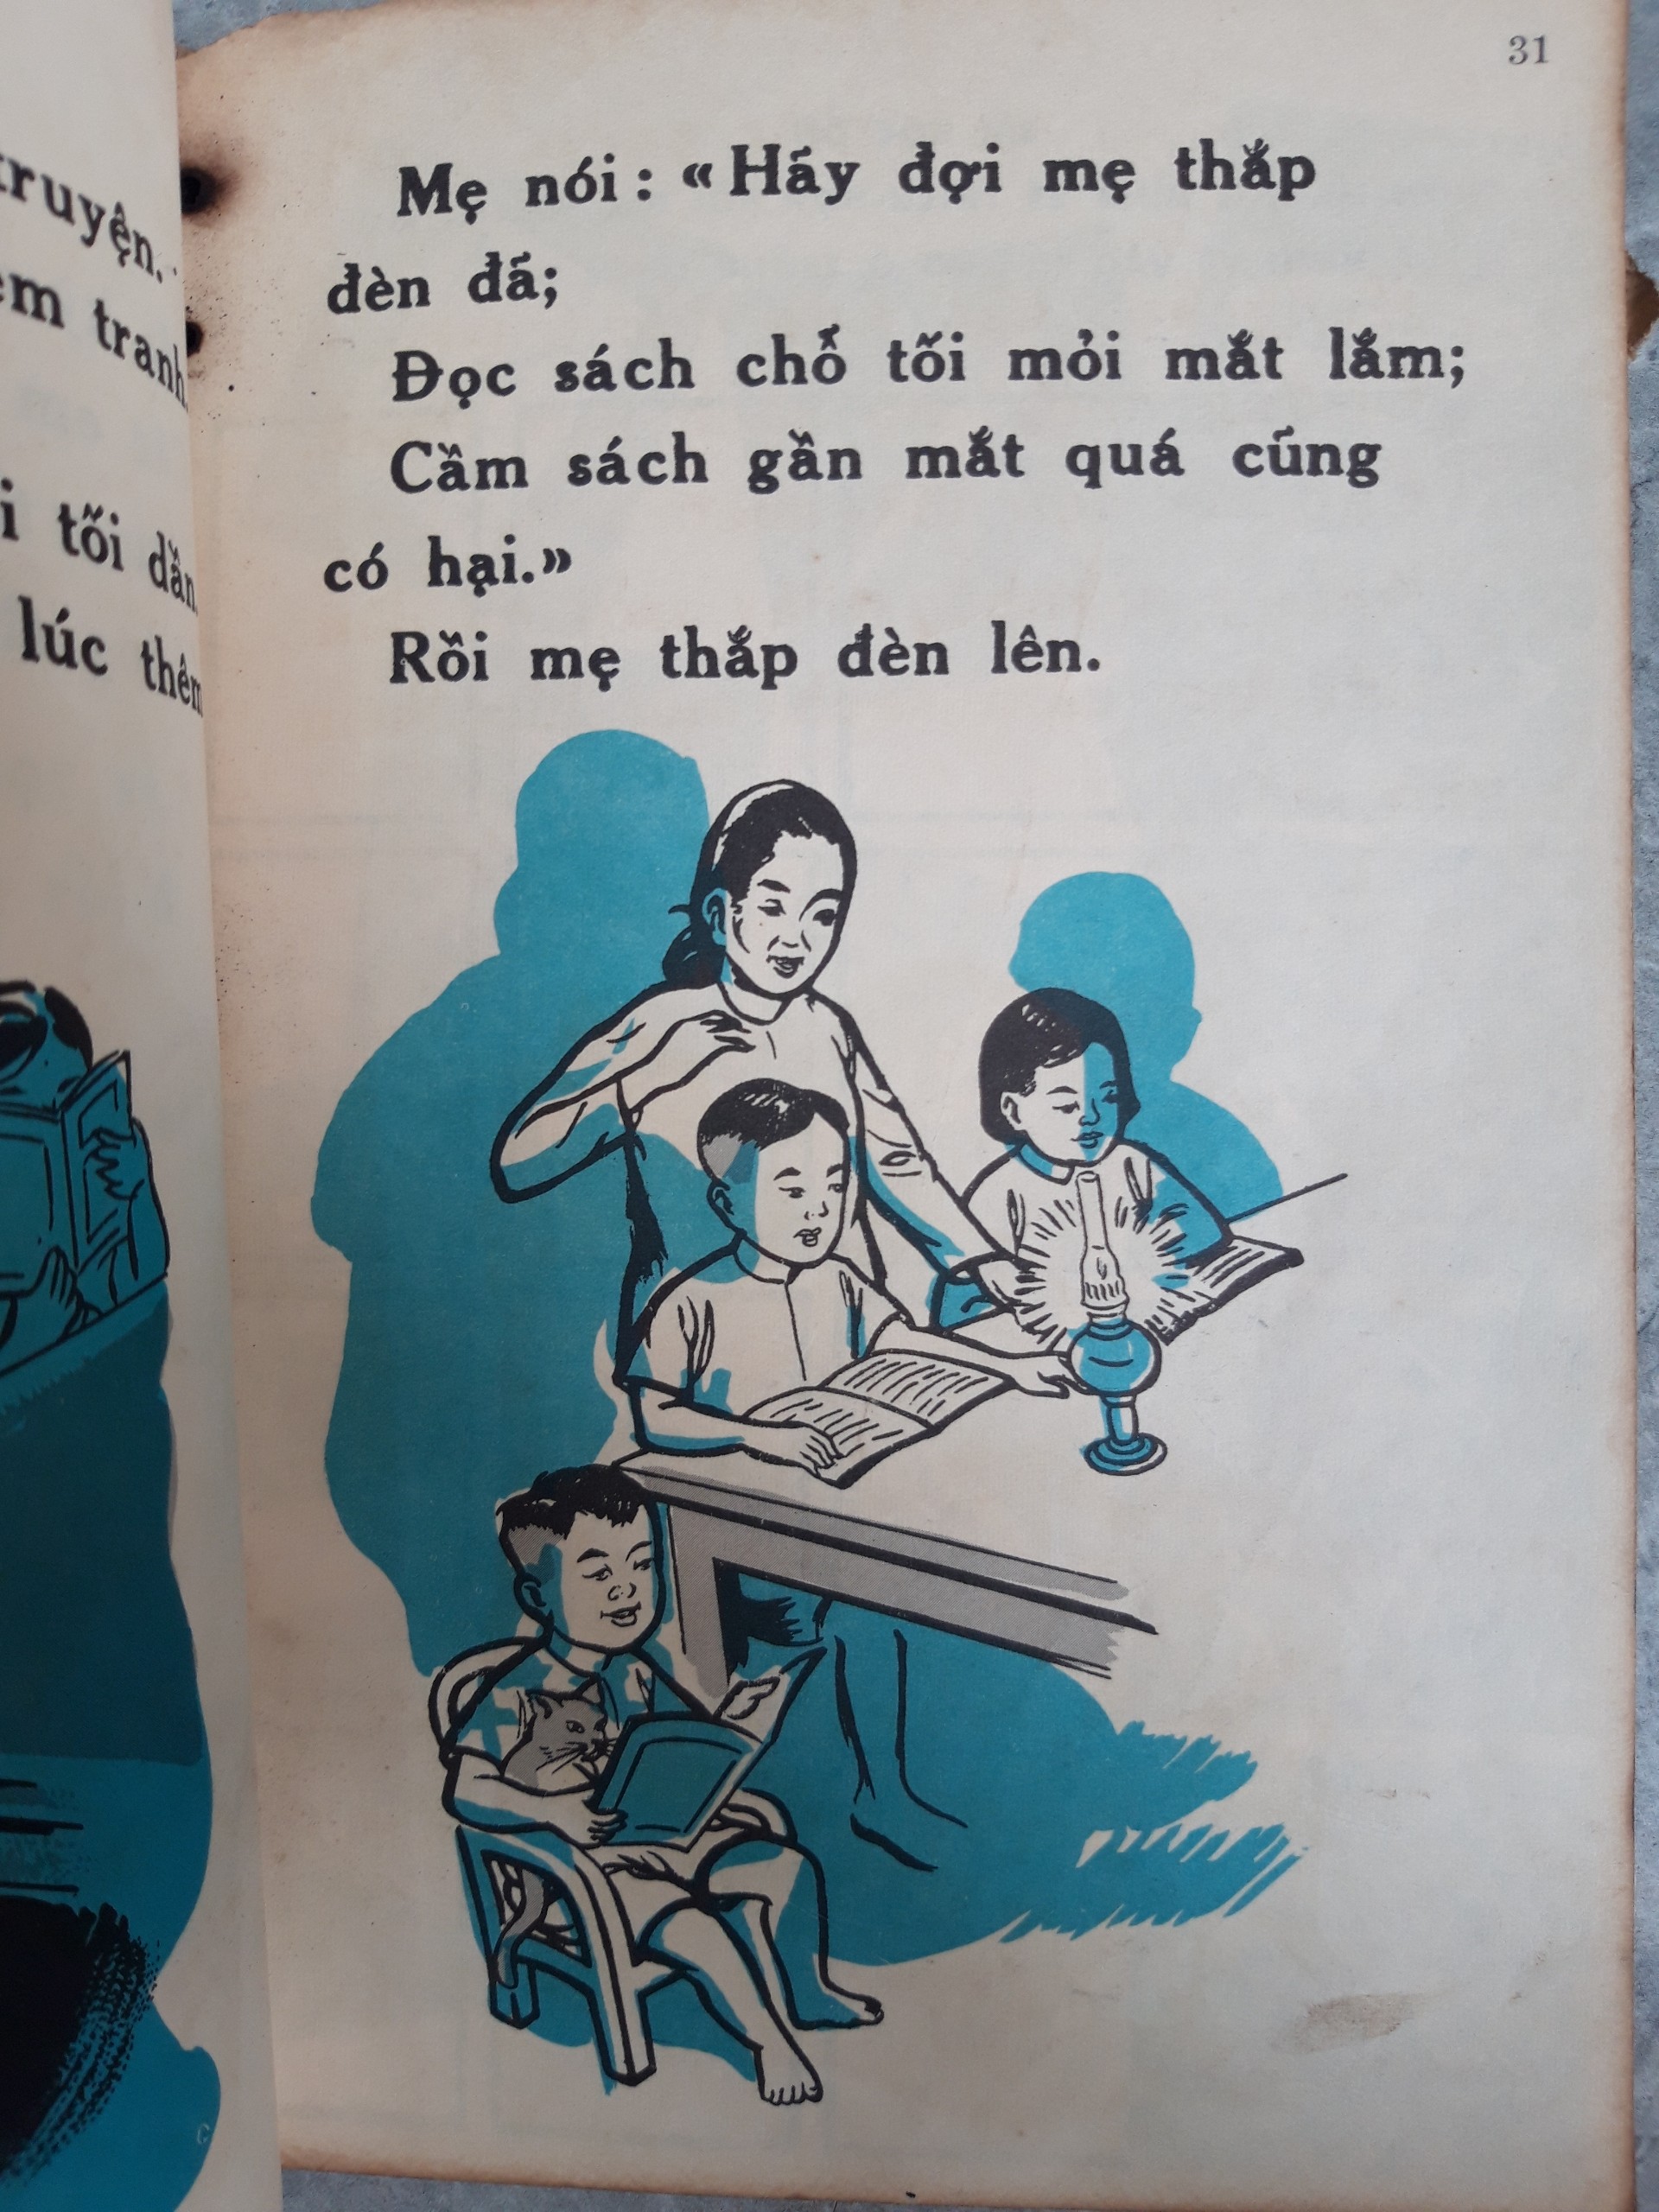 truyện.
em tranh
i tối dần.
lúc thêm
31
Mẹ nói : « Hãy đợi mẹ thắp
đèn đã;
Đọc sách chỗ tối mỏi mắt lắm;
Cầm sách gần mắt quá cũng
có hại.»
Rồi mẹ thắp đèn lên.